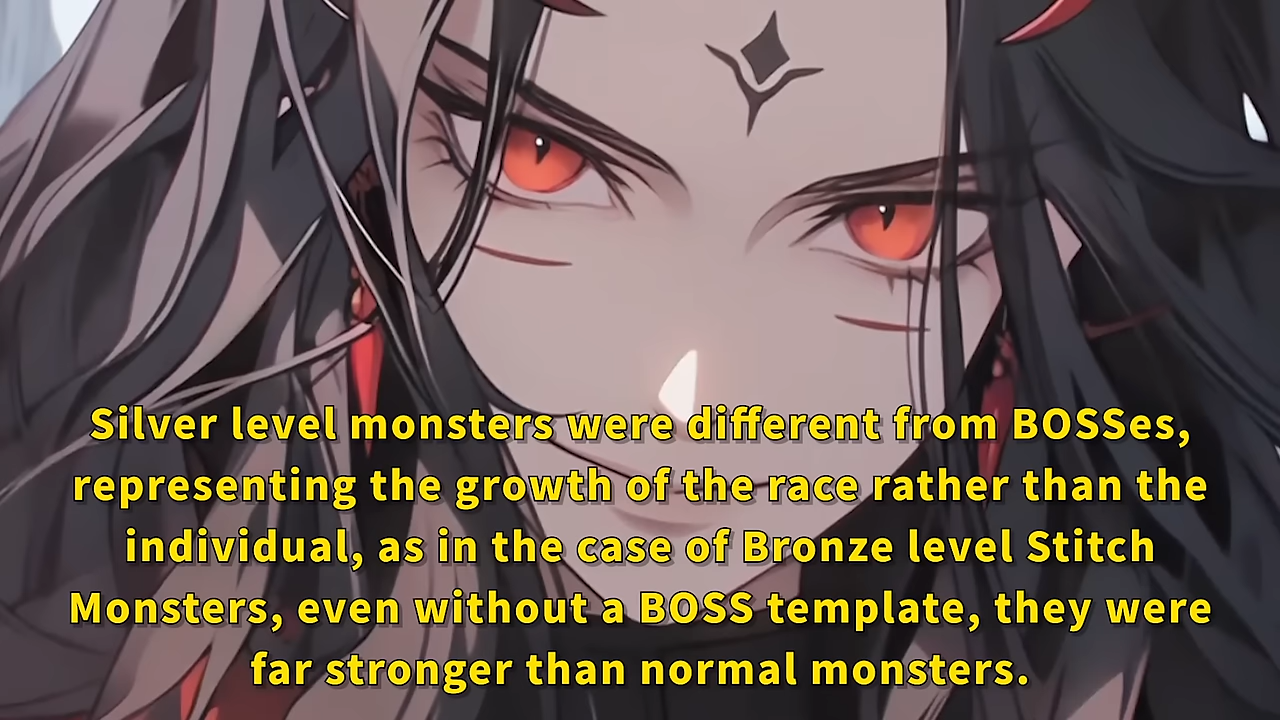 Silver level monsters were different from BOSSes,
representing the growth of the race rather than the
individual, as in the case of Bronze level Stitch
Monsters, even without a BOSS template, they were
far stronger than normal monsters.